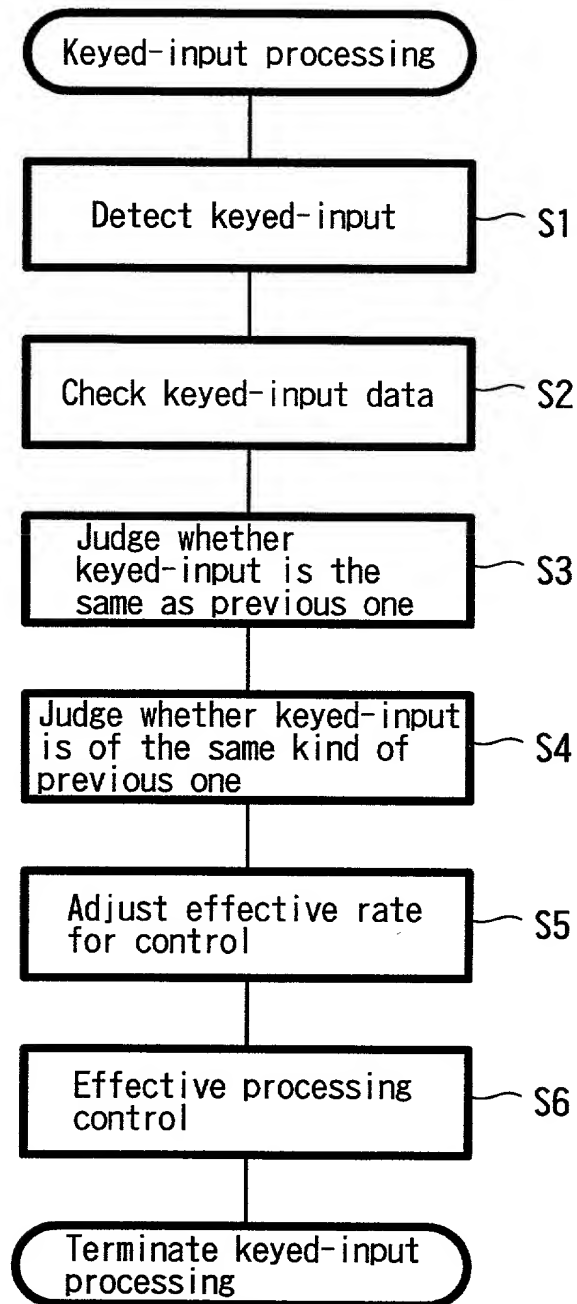 Keyed-input processing
Detect keyed-input
S1
Check keyed-input data
S2
Judge whether
keyed-input is the
same as previous one
S3
Judge whether keyed-input
is of the same kind of
previous one
S4
Adjust effective rate
for control
S5
Effective processing
control
S6
Terminate keyed-input
processing